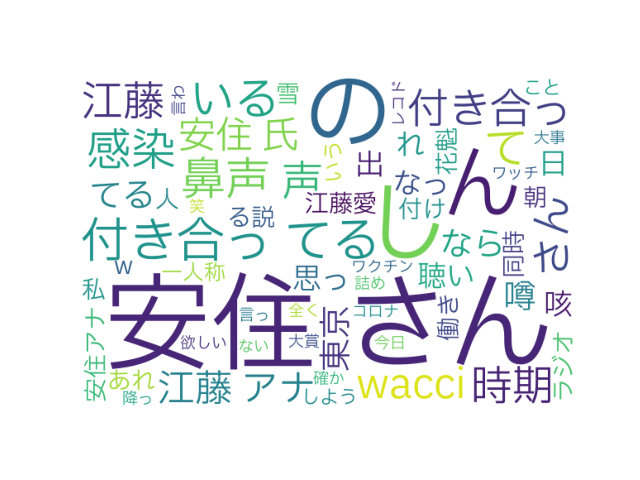 江藤
いる
雪
言わ
の
レコド
付き合っ
こと
感染
安住 氏
いう
出
れ
花魁
て
大事
日
ワッチ
鼻声
声
てる
人
笑
る説
江藤愛
なっ
付け
ん
朝
さん
付き合っ てる
し
なら
同時
w
一人称
思っ
ワクチン
詰め
聴い
噂
咳
私
安住アナ
安住 さん
言っ
全く
コロナ
東京
働き
ラジオ
欲しい
ない
大賞
今日
あれ
降っ
江藤 アナ
確か
しよう
wacci
時期